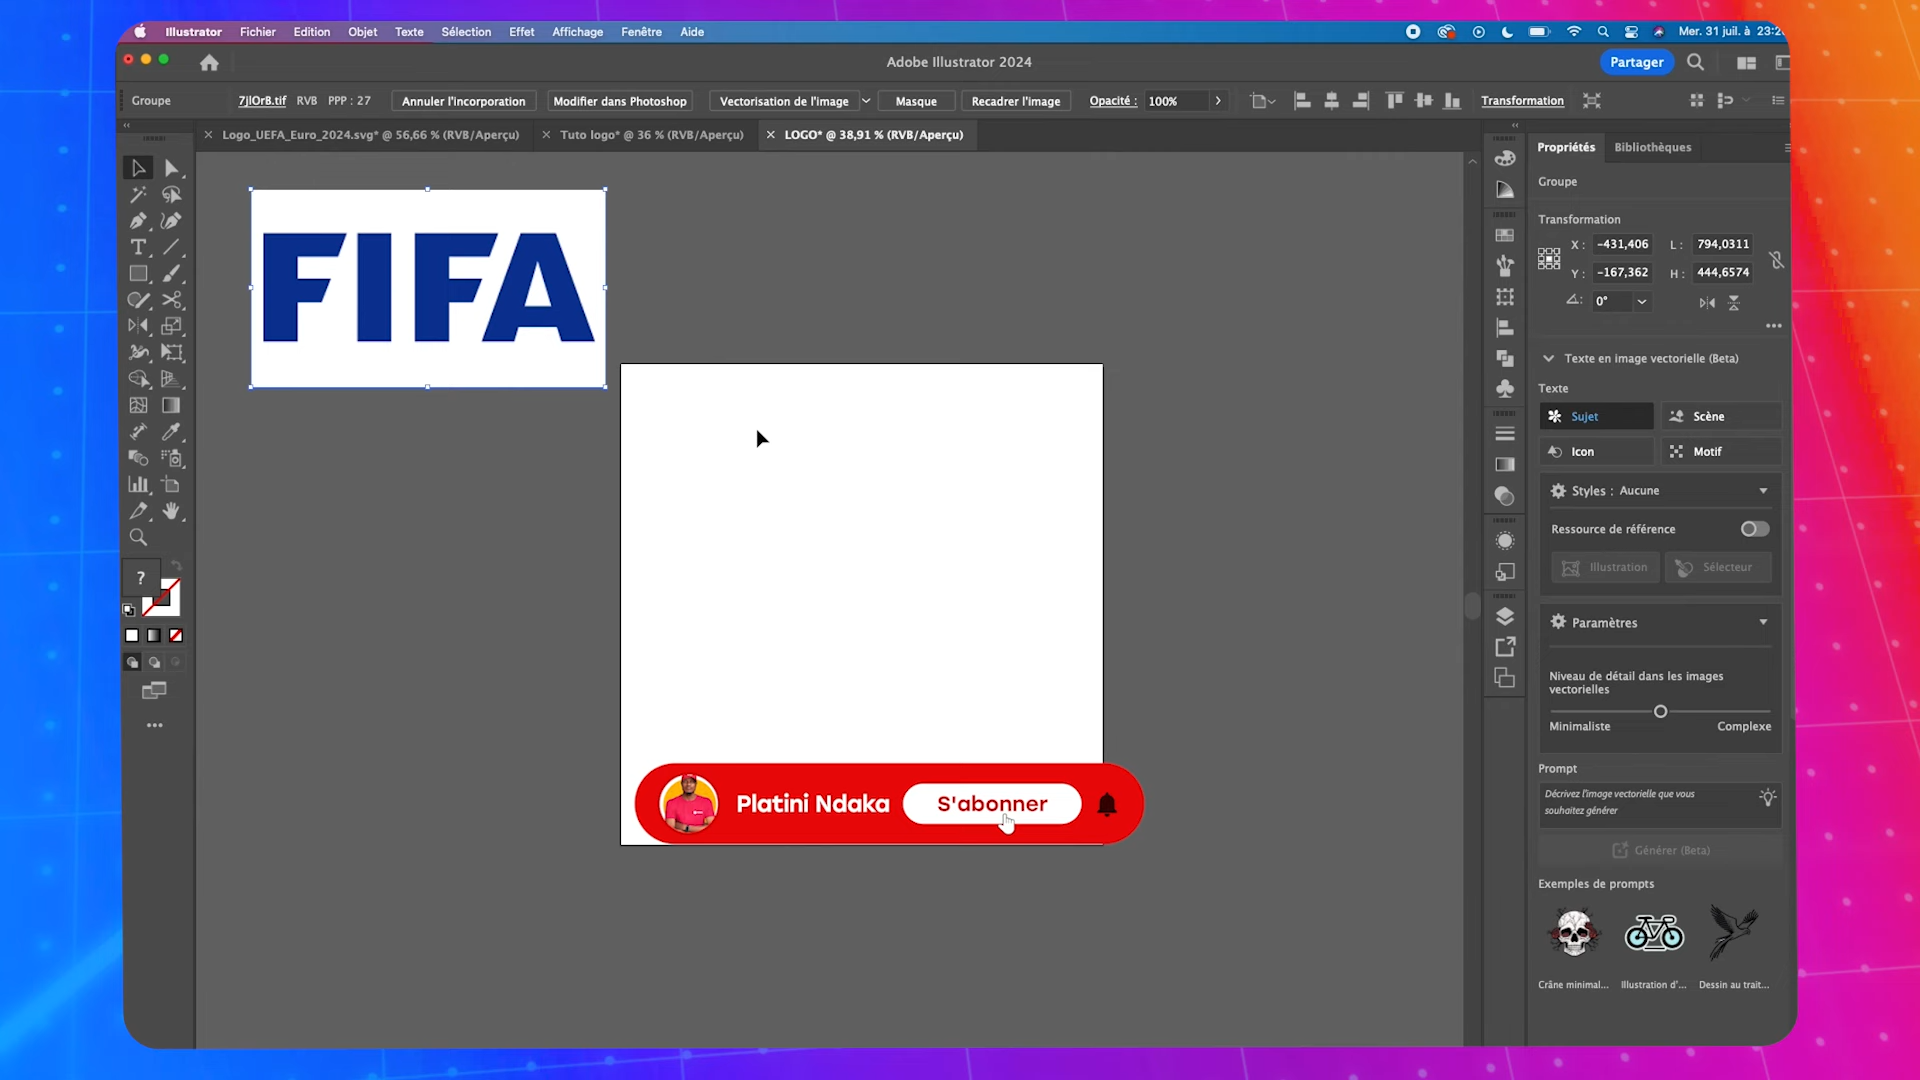 Illustrator Fichier Edition Objet Texte Sélection Effet Affichage Fenêtre Aide
Mer. 31 juil. à 23:2
Adobe Illustrator 2024
Partager
Groupe 7jlOrB.tif RVB PPP : 27 Annuler l'incorporation Modifier dans Photoshop Vectorisation de l'image Masque Recadrer l'image Opacité : 100% Transformation
Logo_UEFA_Euro_2024.svg* @ 56,66 % (RVB/Aperçu) Tuto logo* @ 36 % (RVB/Aperçu) LOGO* @ 38,91 % (RVB/Aperçu)
FIFA
Platini Ndaka S'abonner
Propriétés Bibliothèques
Groupe
Transformation
X : -431,406 L : 794,0311
Y : -167,362 H : 444,6574
0°
Texte en image vectorielle (Beta)
Texte
Sujet Scène
Icon Motif
Styles : Aucune
Ressource de référence
Illustration Sélecteur
Paramètres
Niveau de détail dans les images
vectorielles
Minimaliste Complexe
Prompt
Décrivez l'image vectorielle que vous
souhaitez générer
Générer (Beta)
Exemples de prompts
Crâne minimal... Illustration d'... Dessin au trait...
?